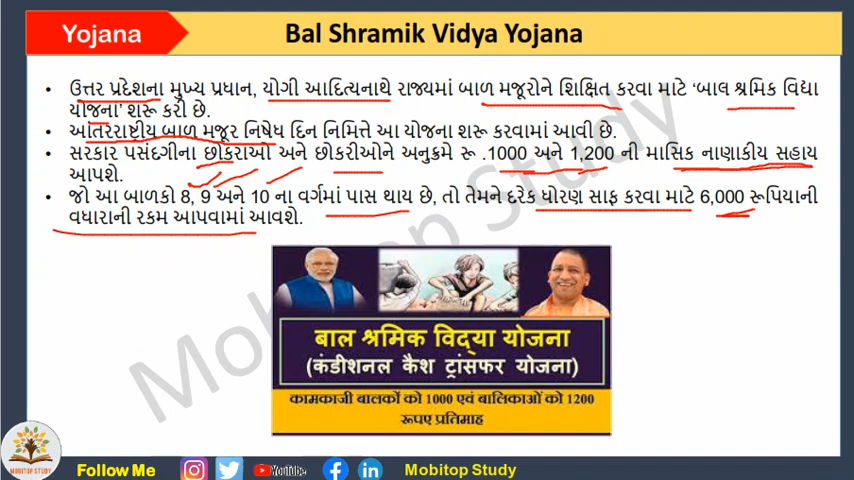 Yojana
Bal Shramik Vidya Yojana
• ઉત્તર પ્રદેશના મુખ્ય પ્રધાન, યોગી આદિત્યનાથે રાજ્યમાં બાળ મજૂરોને શિક્ષિત કરવા માટે ‘બાલ શ્રમિક વિદ્યા
યોજના’ શરૂ કરી છે.
• આંતરરાષ્ટ્રીય બાળ મજૂર નિષેધ દિન નિમિત્તે આ યોજના શરૂ કરવામાં આવી છે.
• સરકાર પસંદગીના છોકરાઓ અને છોકરીઓને અનુક્રમે રૂ .1000 અને 1,200 ની માસિક નાણાકીય સહાય
આપશે.
• જો આ બાળકો 8, 9 અને 10 ના વર્ગમાં પાસ થાય છે, તો તેમને દરેક ધોરણ સાફ કરવા માટે 6,000 રૂપિયાની
વધારાની રકમ આપવામાં આવશે.
बाल श्रमिक विद्या योजना
(कंडीशनल कैश ट्रांसफर योजना)
कामकाजी बालकों को 1000 एवं बालिकाओं को 1200
रूपए प्रतिमाह
Mobitop Study
MOBITOP STUDY
Follow Me
YouTube
Mobitop Study